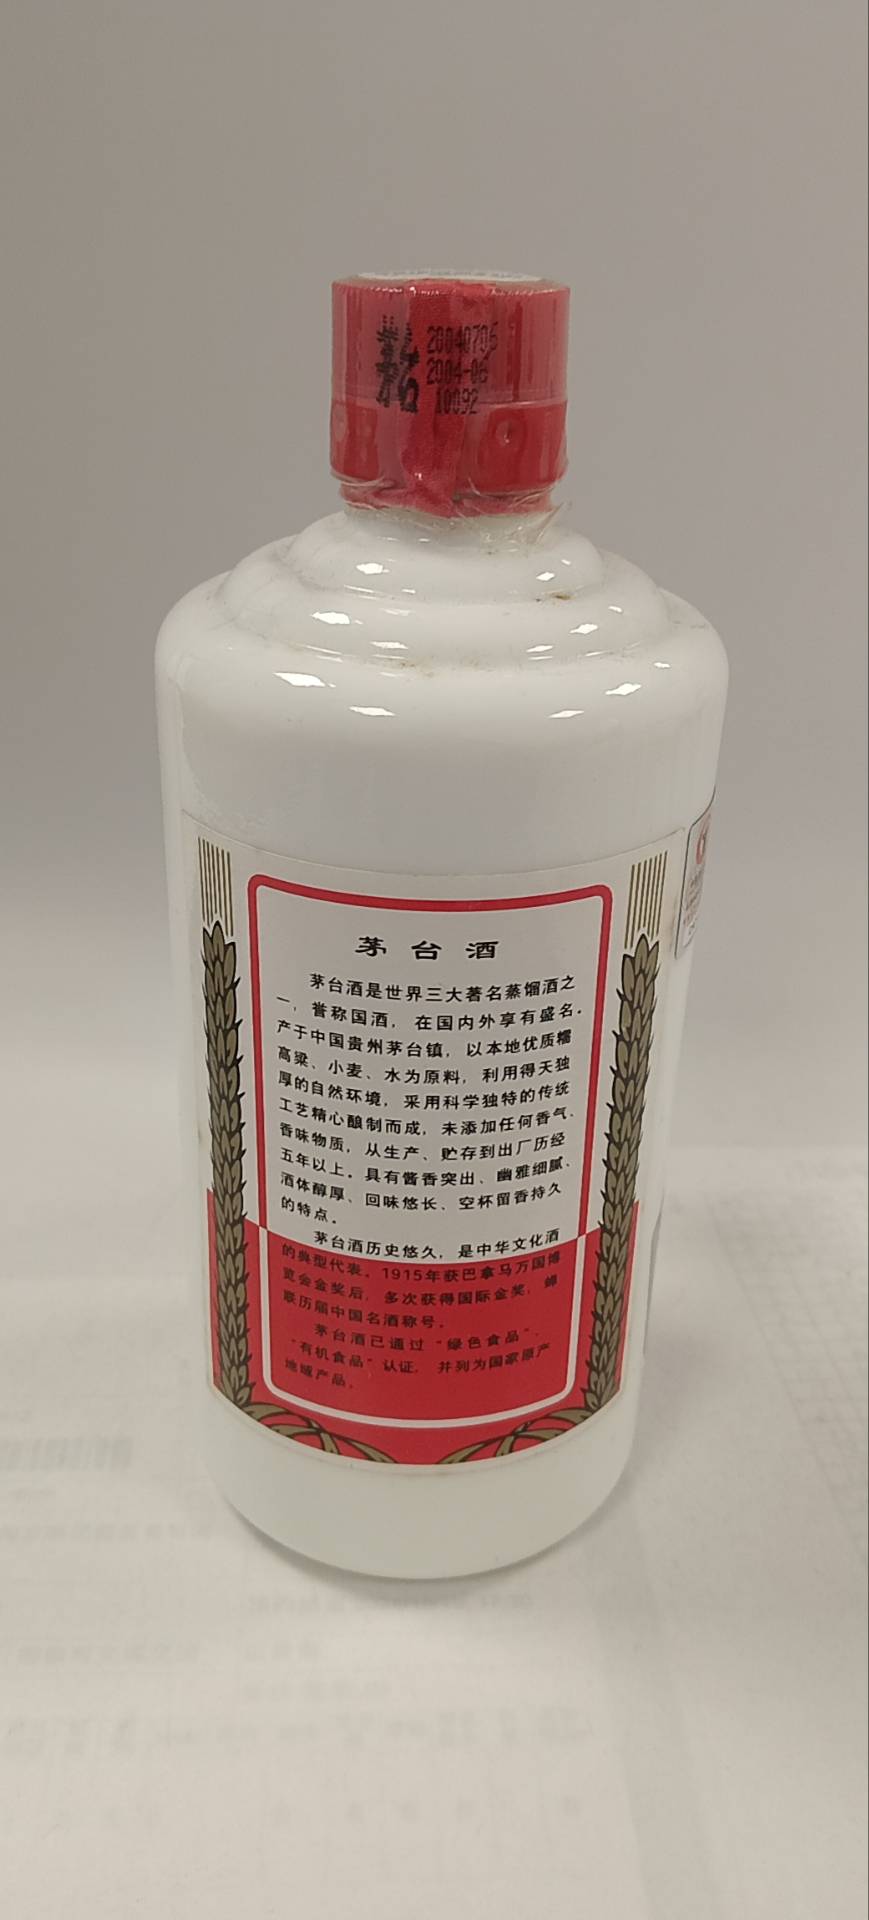 20040706
2004-06
10092
茅台酒
茅台酒是世界三大著名蒸馏酒之
一，誉称国酒，在国内外享有盛名。
产于中国贵州茅台镇，以本地优质糯
高粱、小麦、水为原料，利用得天独
厚的自然环境，采用科学独特的传统
工艺精心酿制而成，未添加任何香气、
香味物质，从生产、贮存到出厂历经
五年以上。具有酱香突出、幽雅细腻、
酒体醇厚、回味悠长、空杯留香持久
的特点。
茅台酒历史悠久，是中华文化酒
的典型代表。1915年获巴拿马万国博
览会金奖后，多次获得国际金奖，蝉
联历届中国名酒称号。
茅台酒已通过“绿色食品”、
“有机食品”认证，并列为国家原产
地域产品。